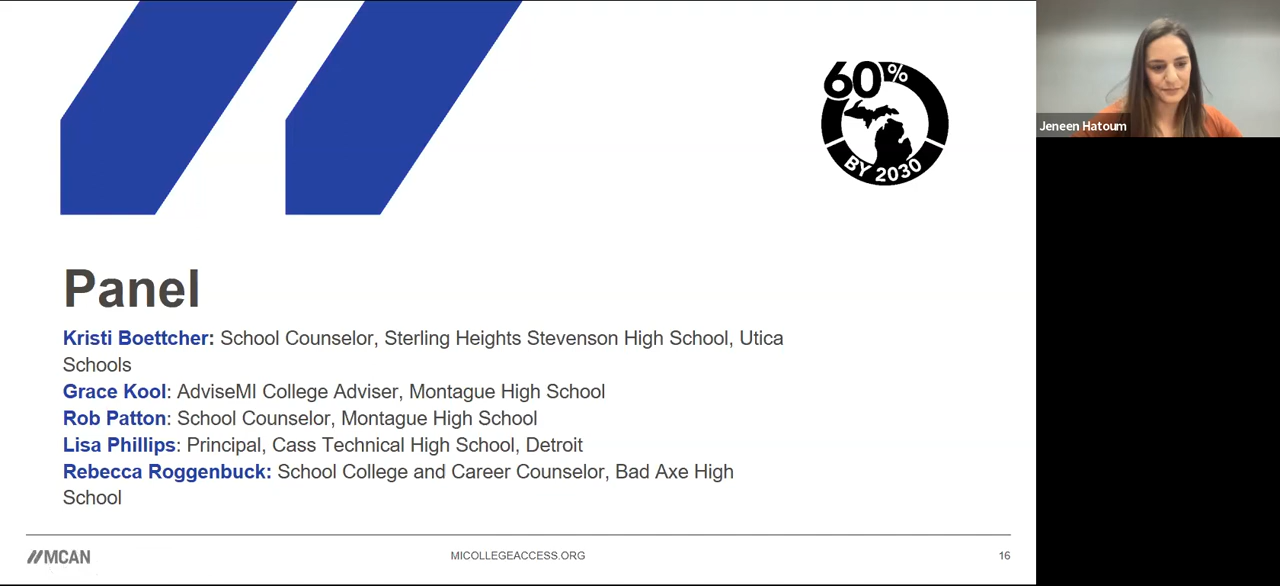 60%
BY 2030
Jeneen Hatoum
Panel
Kristi Boettcher: School Counselor, Sterling Heights Stevenson High School, Utica
Schools
Grace Kool: AdviseMI College Adviser, Montague High School
Rob Patton: School Counselor, Montague High School
Lisa Phillips: Principal, Cass Technical High School, Detroit
Rebecca Roggenbuck: School College and Career Counselor, Bad Axe High
School
MCAN
MICOLLEGEACCESS.ORG
16